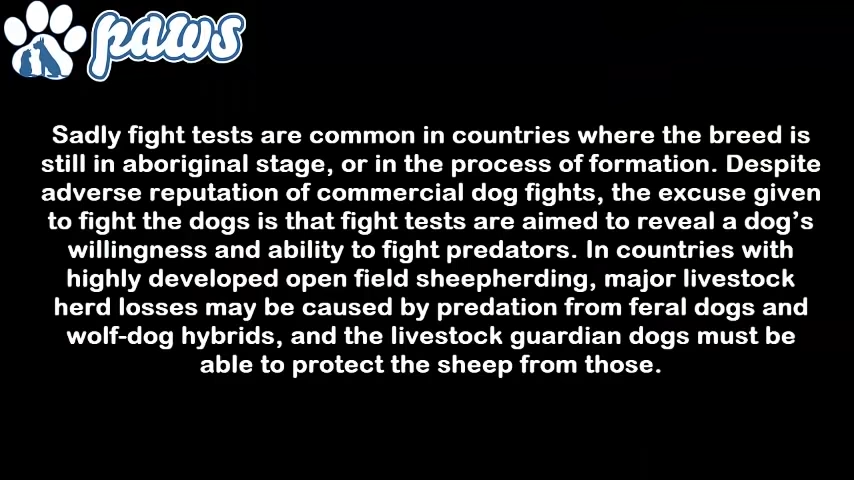 paws
Sadly fight tests are common in countries where the breed is
still in aboriginal stage, or in the process of formation. Despite
adverse reputation of commercial dog fights, the excuse given
to fight the dogs is that fight tests are aimed to reveal a dog’s
willingness and ability to fight predators. In countries with
highly developed open field sheepherding, major livestock
herd losses may be caused by predation from feral dogs and
wolf-dog hybrids, and the livestock guardian dogs must be
able to protect the sheep from those.